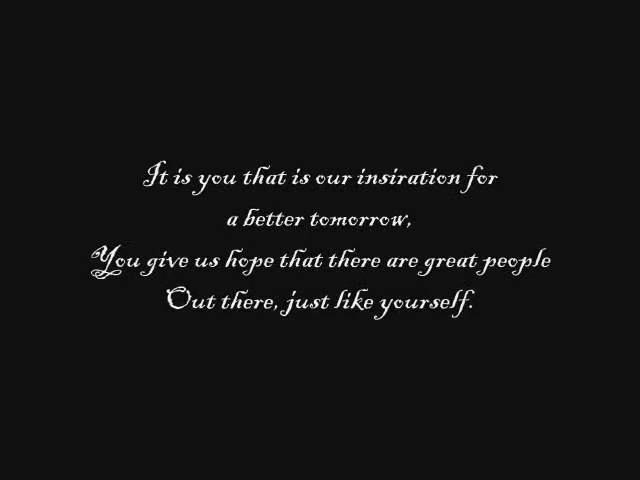 It is you that is our insiration for
a better tomorrow,
You give us hope that there are great people
Out there, just like yourself.